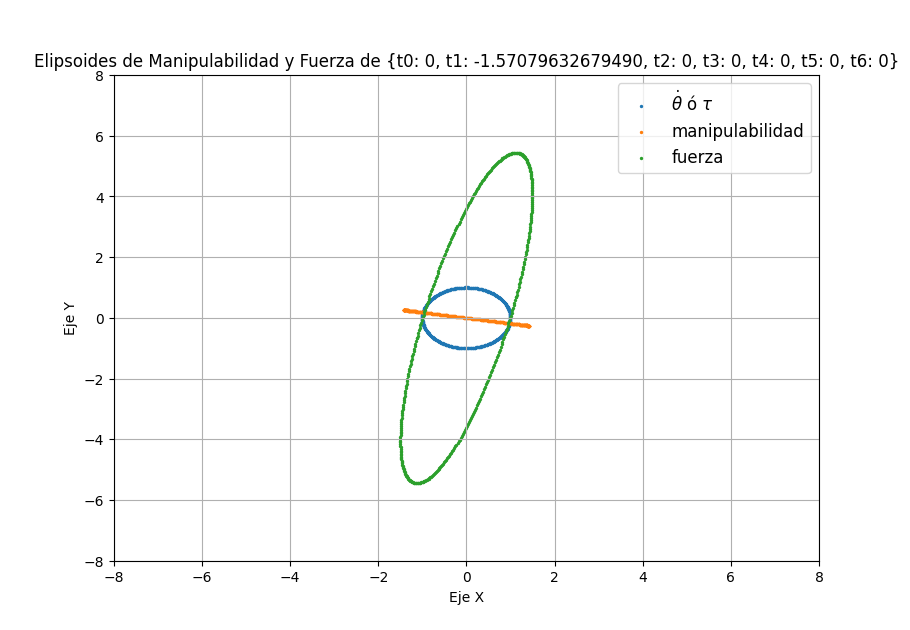 Elipsoides de Manipulabilidad y Fuerza de {t0: 0, t1: -1.57079632679490, t2: 0, t3: 0, t4: 0, t5: 0, t6: 0}
8
6
4
2
0
−2
−4
−6
−8
Eje Y
θ̇ ó τ
manipulabilidad
fuerza
−8 −6 −4 −2 0 2 4 6 8
Eje X